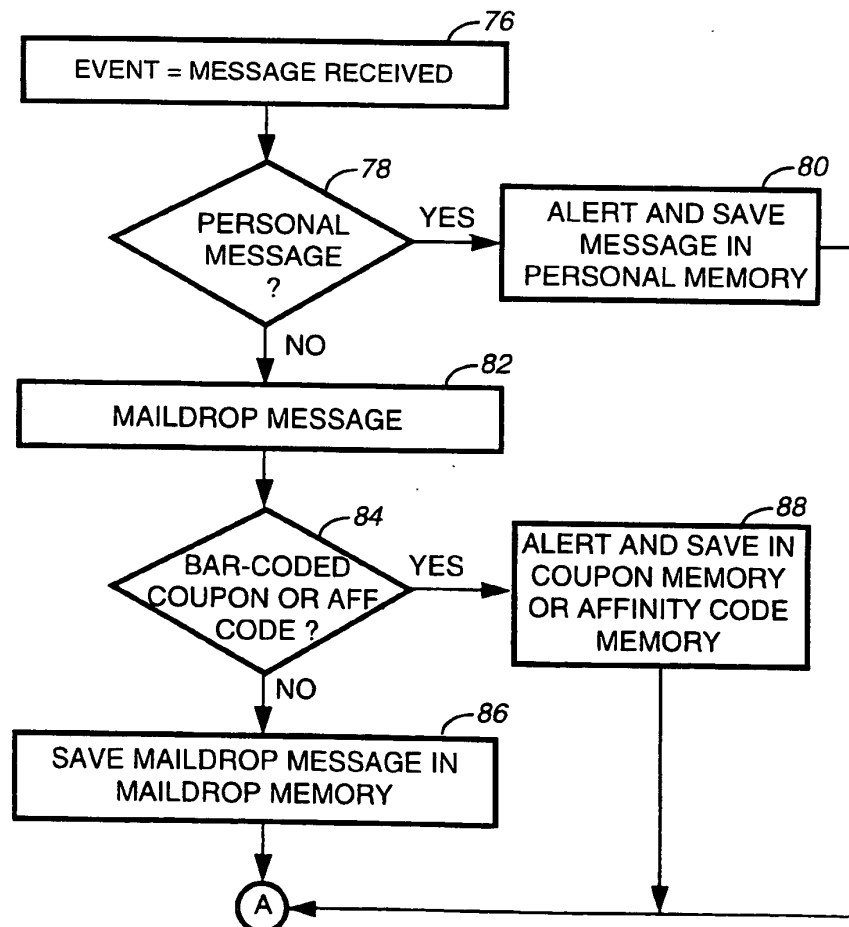 76
EVENT = MESSAGE RECEIVED
78
PERSONAL
MESSAGE
?
YES
80
ALERT AND SAVE
MESSAGE IN
PERSONAL MEMORY
NO
82
MAILDROP MESSAGE
84
BAR-CODED
COUPON OR AFF
CODE ?
YES
88
ALERT AND SAVE IN
COUPON MEMORY
OR AFFINITY CODE
MEMORY
NO
86
SAVE MAILDROP MESSAGE IN
MAILDROP MEMORY
A